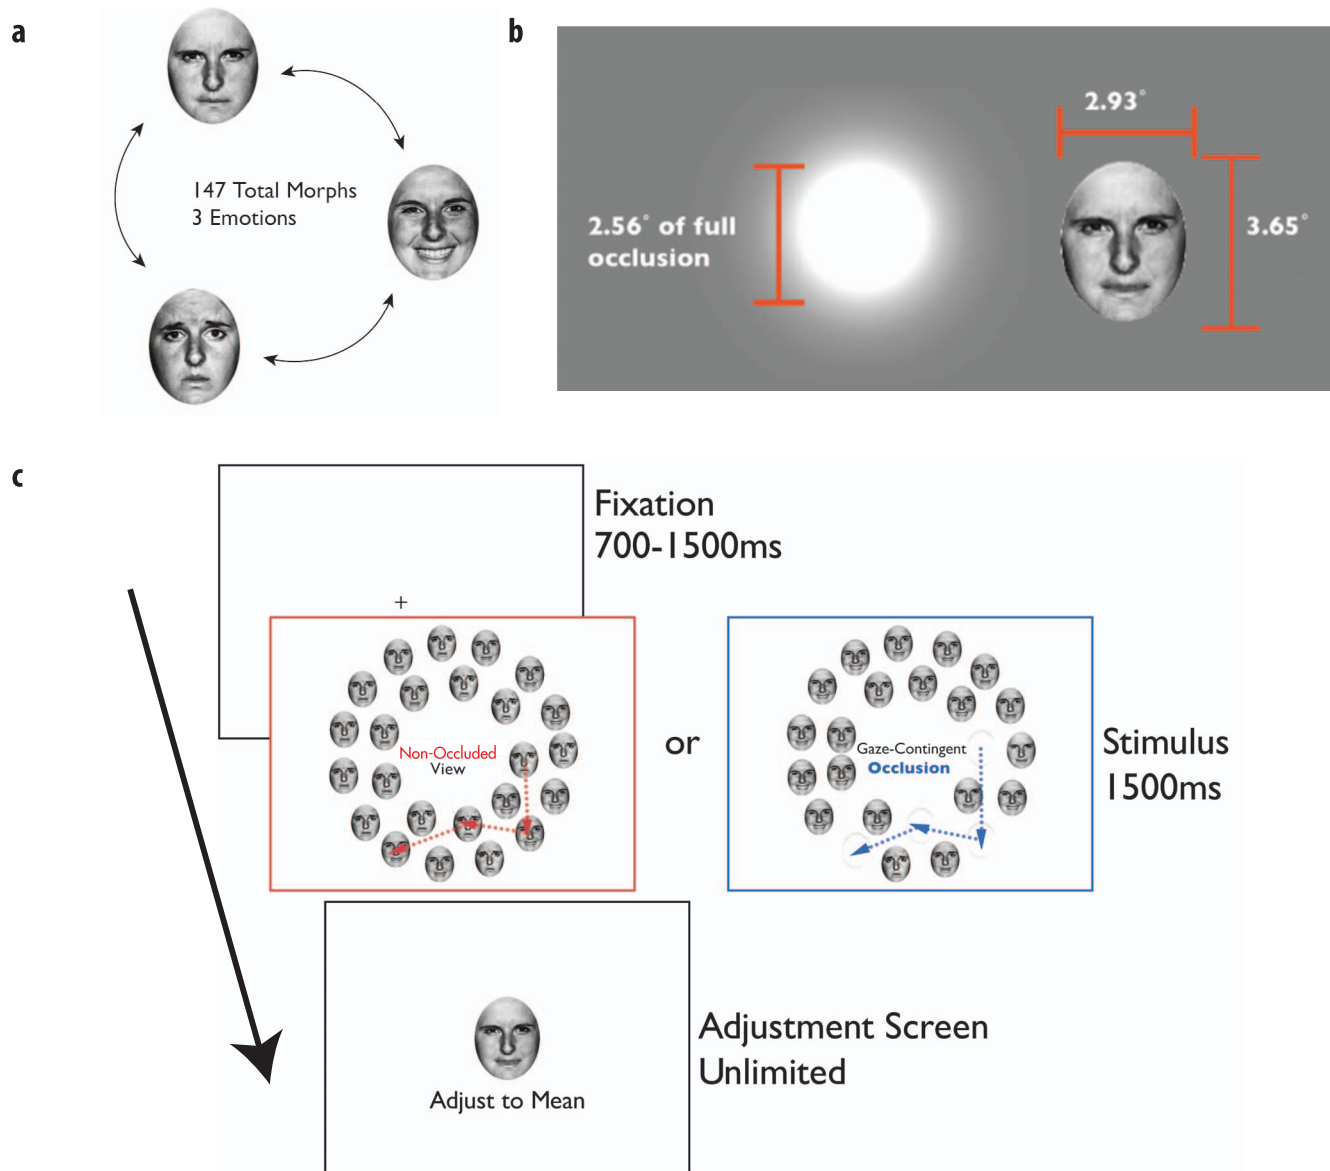 a
147 Total Morphs
3 Emotions
b
2.56° of full
occlusion
2.93°
3.65°
c
Fixation
700-1500ms
+
Non-Occluded
View
or
Gaze-Contingent
Occlusion
Stimulus
1500ms
Adjust to Mean
Adjustment Screen
Unlimited